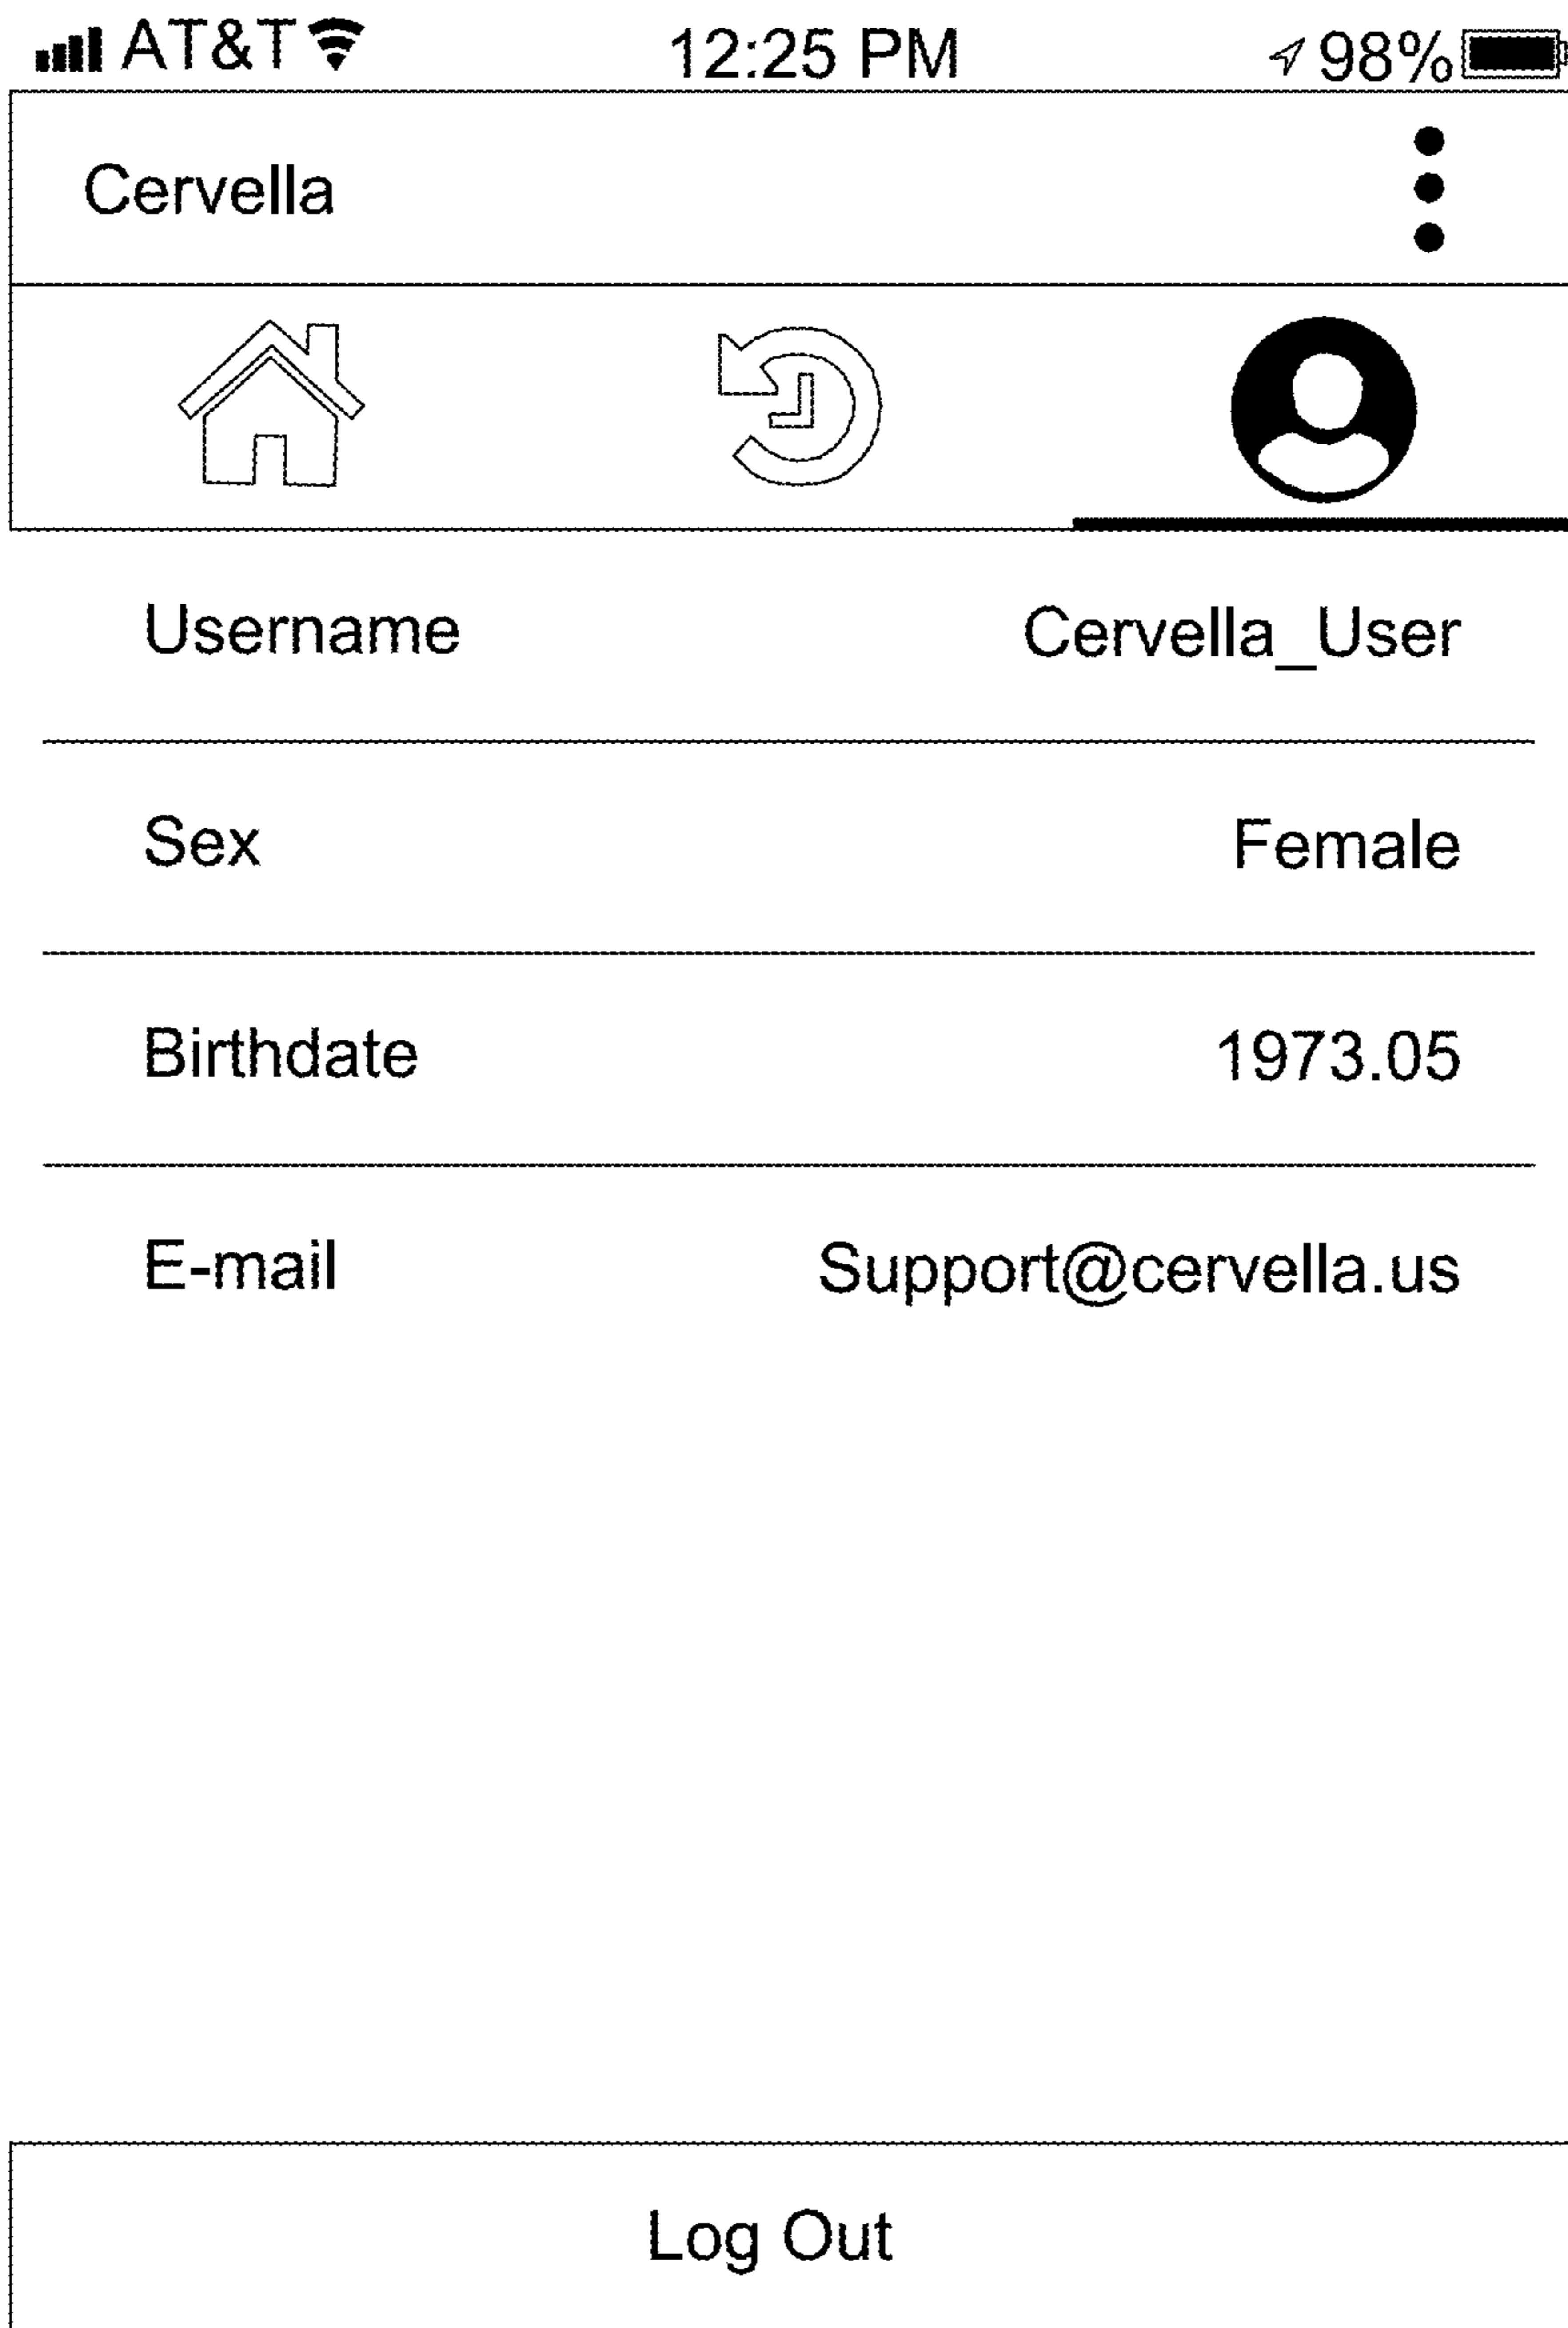 AT&T 12:25 PM 98%
Cervella
Username Cervella_User
Sex Female
Birthdate 1973.05
E-mail Support@cervella.us
Log Out